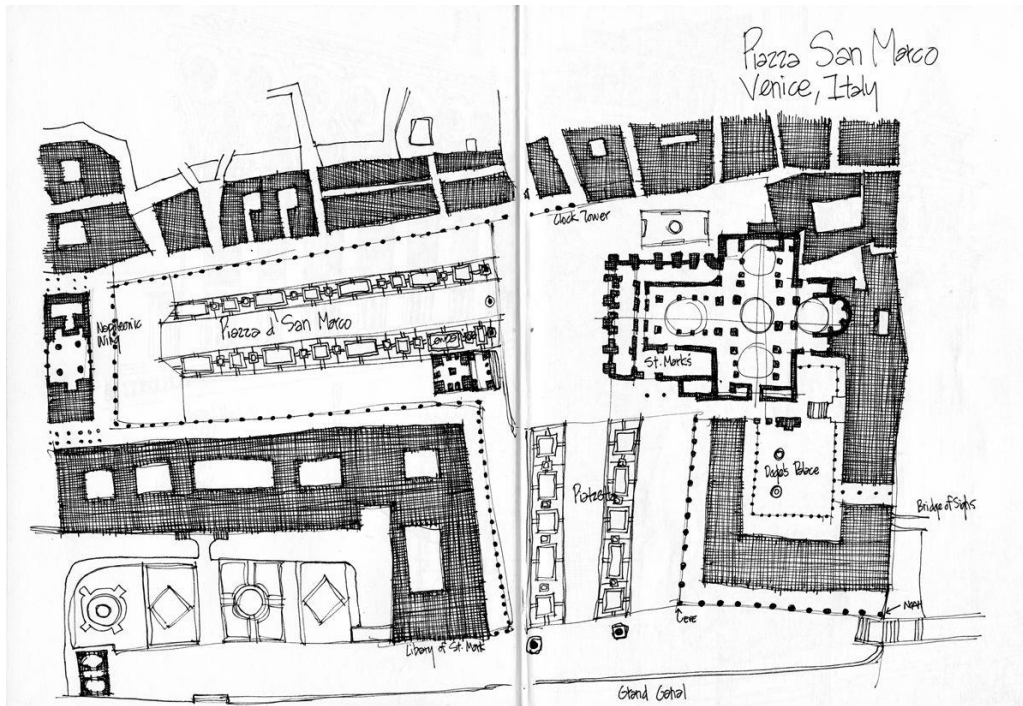 Piazza San Marco
Venice, Italy
Clock Tower
Napoleonic
Wing
Piazza d San Marco
St. Marks
Piazzetta
Doge's Palace
Bridge of Sighs
Library of St. Mark
Grand Canal